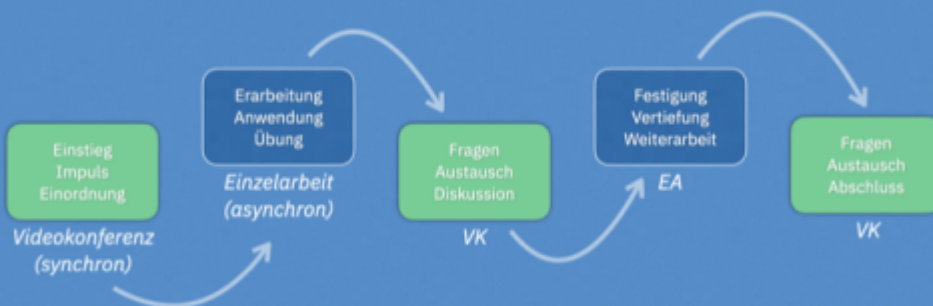 Einstieg
Impuls
Einordnung
Videokonferenz
(synchron)
Erarbeitung
Anwendung
Übung
Einzelarbeit
(asynchron)
Fragen
Austausch
Diskussion
VK
Festigung
Vertiefung
Weiterarbeit
EA
Fragen
Austausch
Abschluss
VK